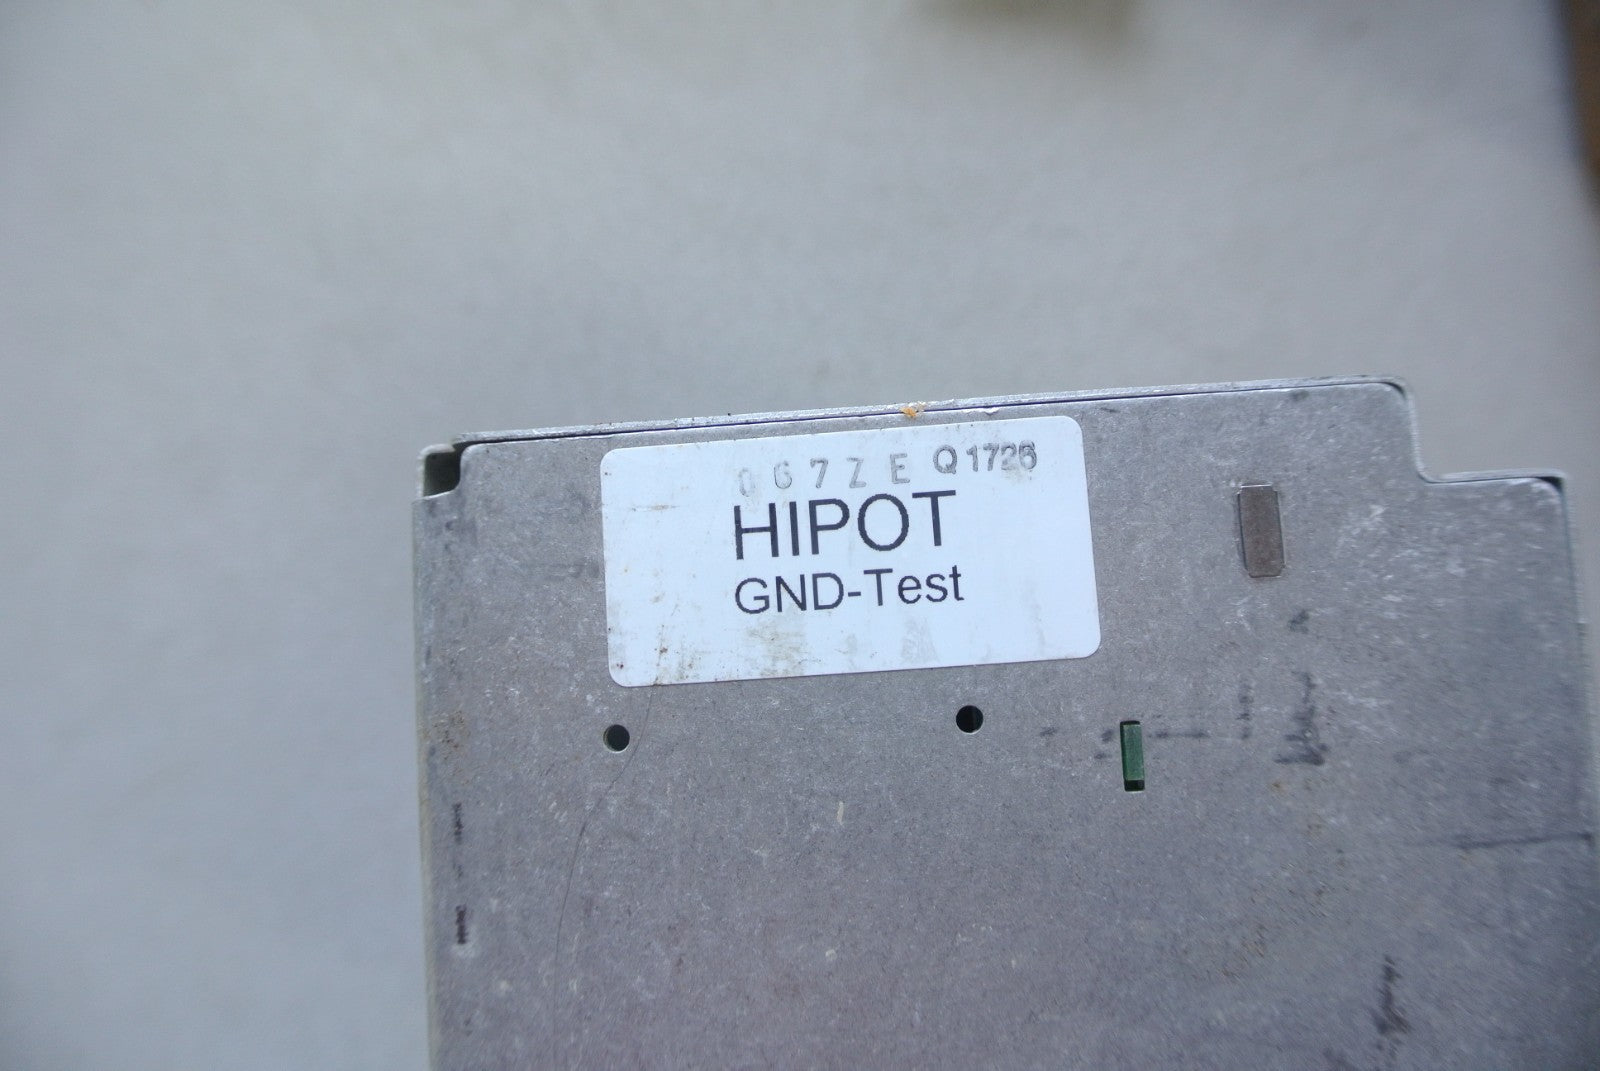 067ZE Q1726
HIPOT
GND-Test